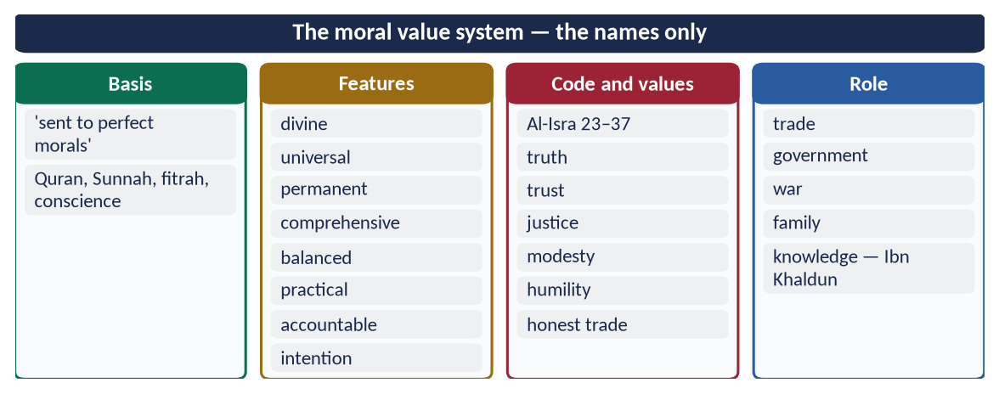 The moral value system — the names only
Basis
'sent to perfect
morals'
Quran, Sunnah, fitrah,
conscience
Features
divine
universal
permanent
comprehensive
balanced
practical
accountable
intention
Code and values
Al-Isra 23–37
truth
trust
justice
modesty
humility
honest trade
Role
trade
government
war
family
knowledge — Ibn
Khaldun